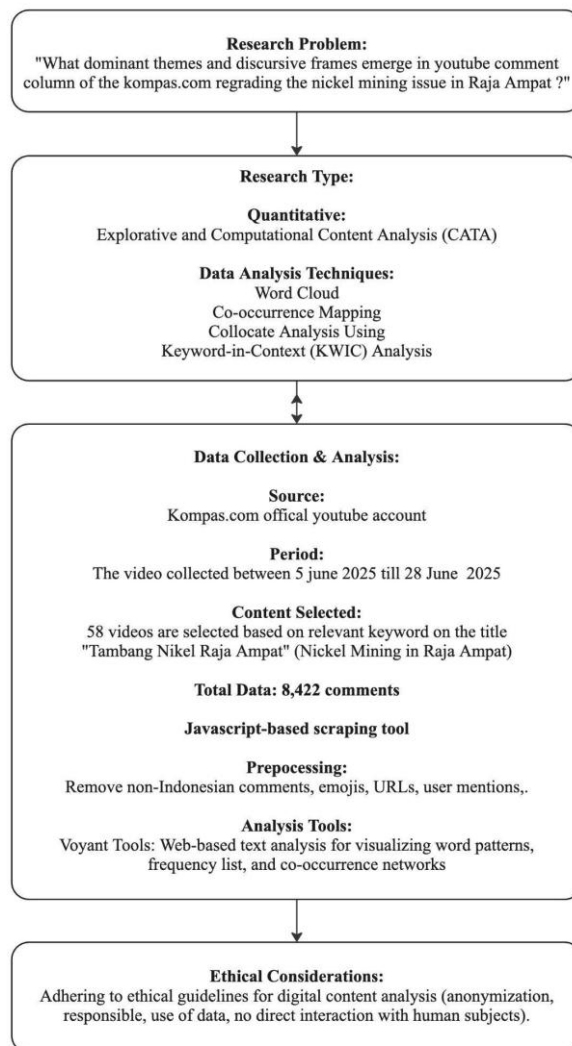 Research Problem:
"What dominant themes and discursive frames emerge in youtube comment
column of the kompas.com regrading the nickel mining issue in Raja Ampat ?"
Research Type:
Quantitative:
Explorative and Computational Content Analysis (CATA)
Data Analysis Techniques:
Word Cloud
Co-occurrence Mapping
Collocate Analysis Using
Keyword-in-Context (KWIC) Analysis
Data Collection & Analysis:
Source:
Kompas.com offical youtube account
Period:
The video collected between 5 june 2025 till 28 June 2025
Content Selected:
58 videos are selected based on relevant keyword on the title
"Tambang Nikel Raja Ampat" (Nickel Mining in Raja Ampat)
Total Data: 8,422 comments
Javascript-based scraping tool
Prepocessing:
Remove non-Indonesian comments, emojis, URLs, user mentions,.
Analysis Tools:
Voyant Tools: Web-based text analysis for visualizing word patterns,
frequency list, and co-occurrence networks
Ethical Considerations:
Adhering to ethical guidelines for digital content analysis (anonymization,
responsible, use of data, no direct interaction with human subjects).